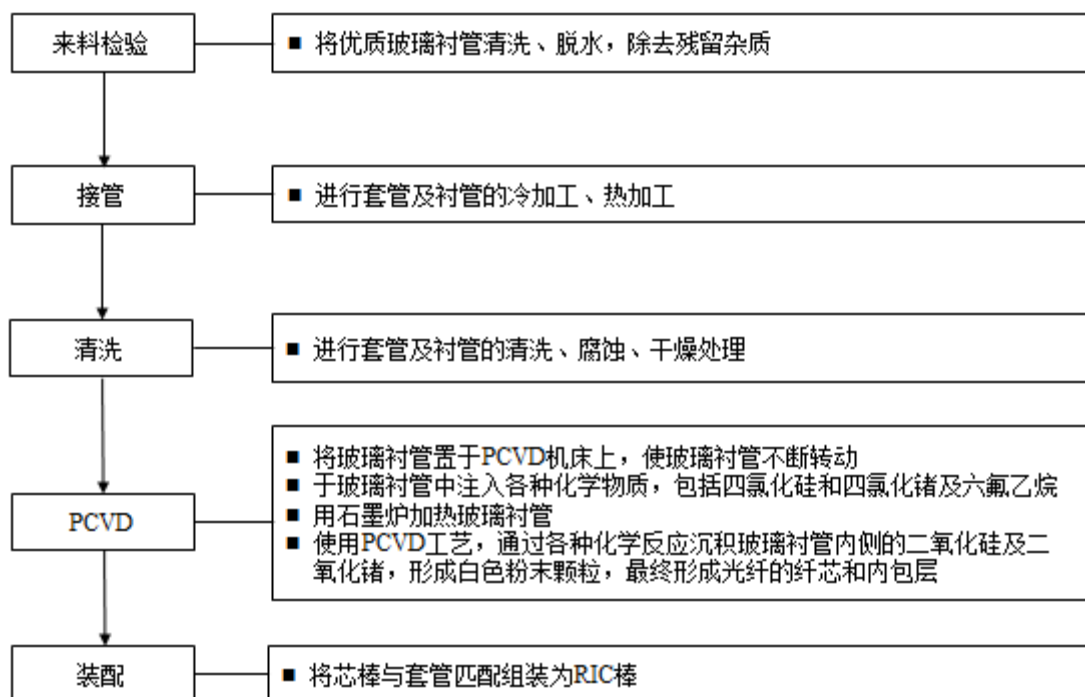 来料检验
■ 将优质玻璃衬管清洗、脱水，除去残留杂质
接管
■ 进行套管及衬管的冷加工、热加工
清洗
■ 进行套管及衬管的清洗、腐蚀、干燥处理
PCVD
■ 将玻璃衬管置于PCVD机床上，使玻璃衬管不断转动
■ 于玻璃衬管中注入各种化学物质，包括四氯化硅和四氯化锗及六氟乙烷
■ 用石墨炉加热玻璃衬管
■ 使用PCVD工艺，通过各种化学反应沉积玻璃衬管内侧的二氧化硅及二
氧化锗，形成白色粉末颗粒，最终形成光纤的纤芯和内包层
装配
■ 将芯棒与套管匹配组装为RIC棒